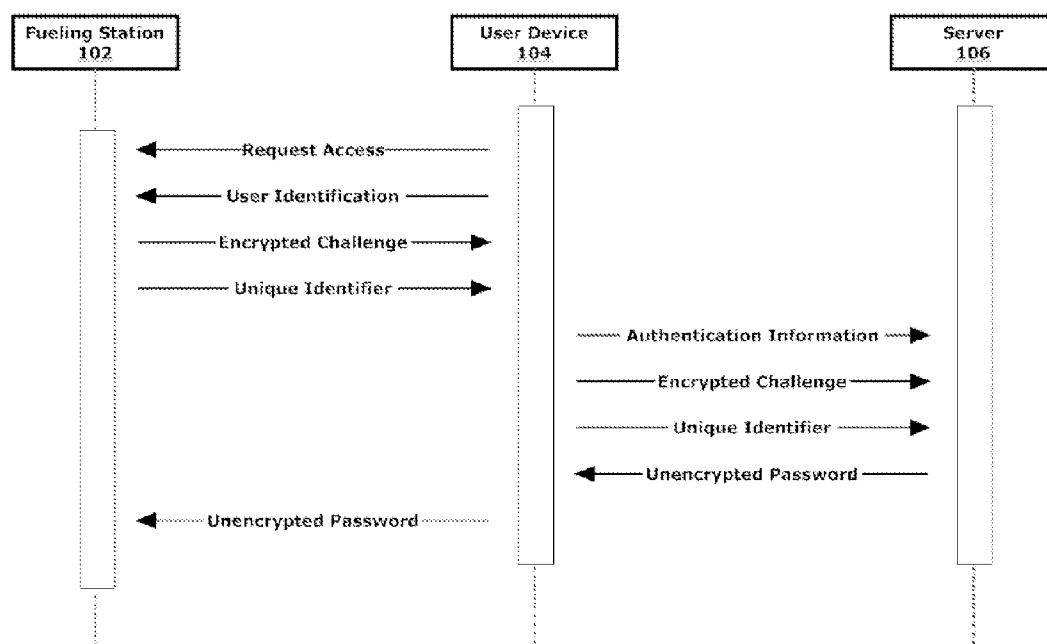 Fueling Station
102
User Device
104
Server
106
Request Access
User Identification
Encrypted Challenge
Unique Identifier
Authentication Information
Encrypted Challenge
Unique Identifier
Unencrypted Password
Unencrypted Password